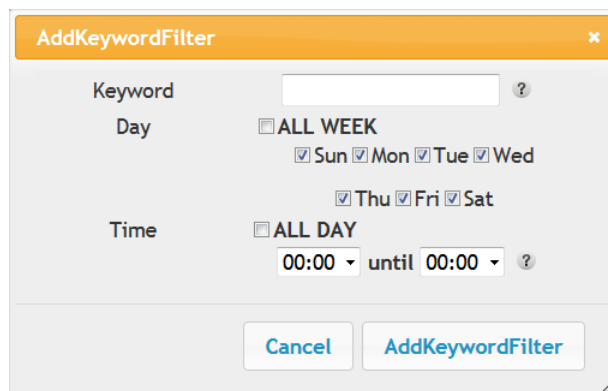 AddKeywordFilter
Keyword ?
Day ALL WEEK
Sun Mon Tue Wed
Thu Fri Sat
Time ALL DAY
00:00 until 00:00 ?
Cancel AddKeywordFilter